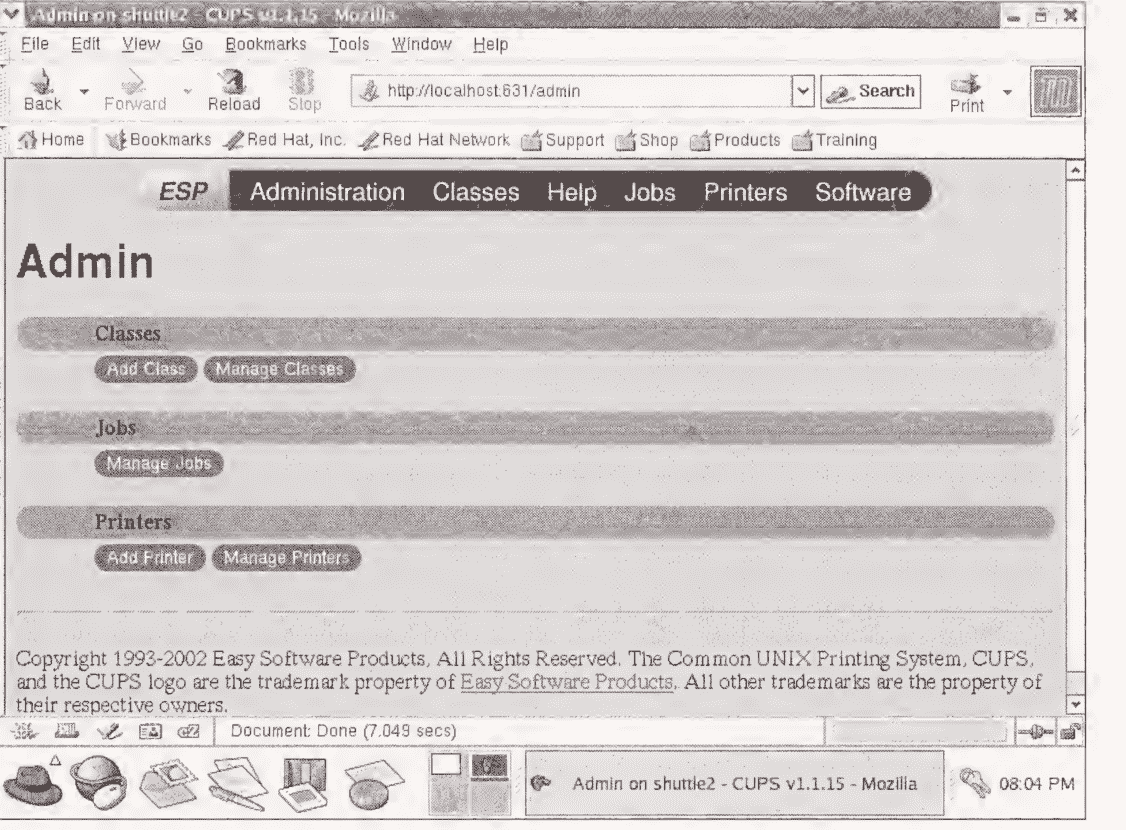 Admin on shuttle2 - CUPS v1.1.15 - Mozilla
File Edit View Go Bookmarks Tools Window Help
Back Forward Reload Stop http://localhost:631/admin Search Print
Home Bookmarks Red Hat, Inc. Red Hat Network Support Shop Products Training
ESP Administration Classes Help Jobs Printers Software
Admin
Classes
Add Class Manage Classes
Jobs
Manage Jobs
Printers
Add Printer Manage Printers
Copyright 1993-2002 Easy Software Products, All Rights Reserved. The Common UNIX Printing System, CUPS,
and the CUPS logo are the trademark property of Easy Software Products. All other trademarks are the property of
their respective owners.
Document: Done (7.049 secs)
Admin on shuttle2 - CUPS v1.1.15 - Mozilla 08:04 PM